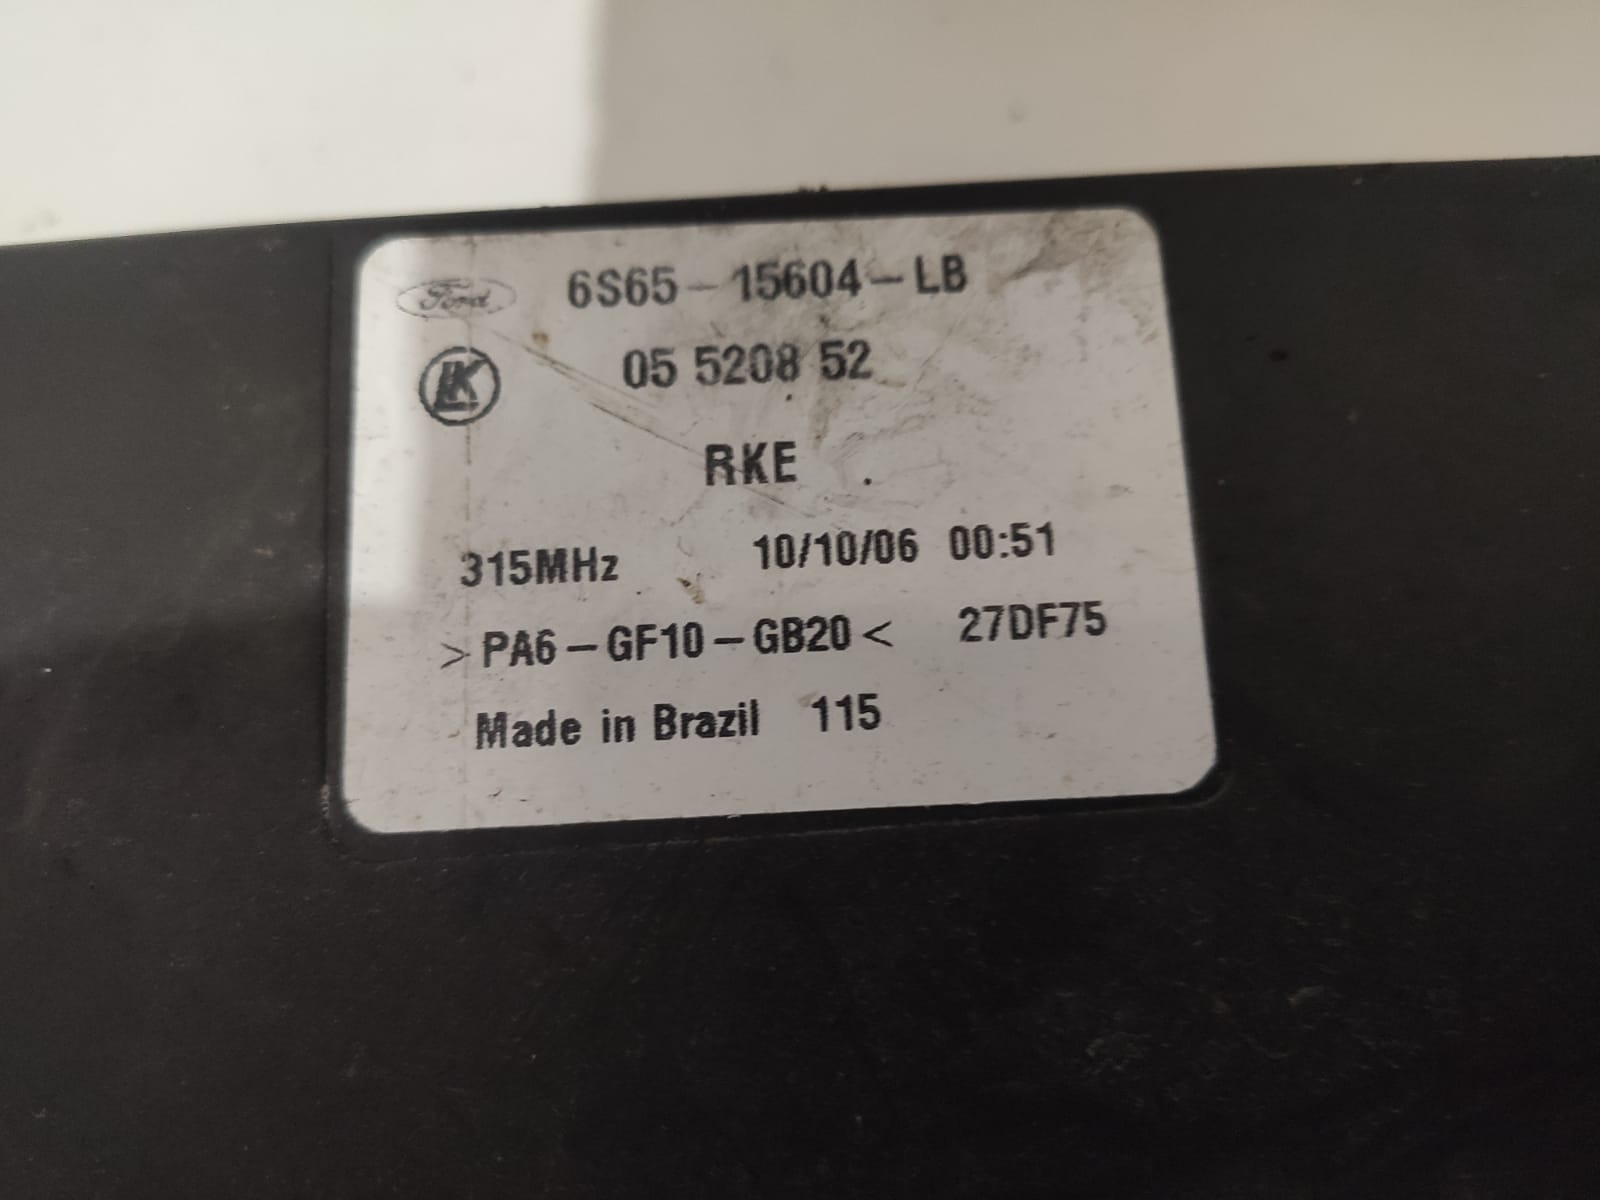 Ford 6S65-15604-LB
LK 05 5208 52
RKE .
315MHz 10/10/06 00:51
>PA6-GF10-GB20< 27DF75
Made in Brazil 115